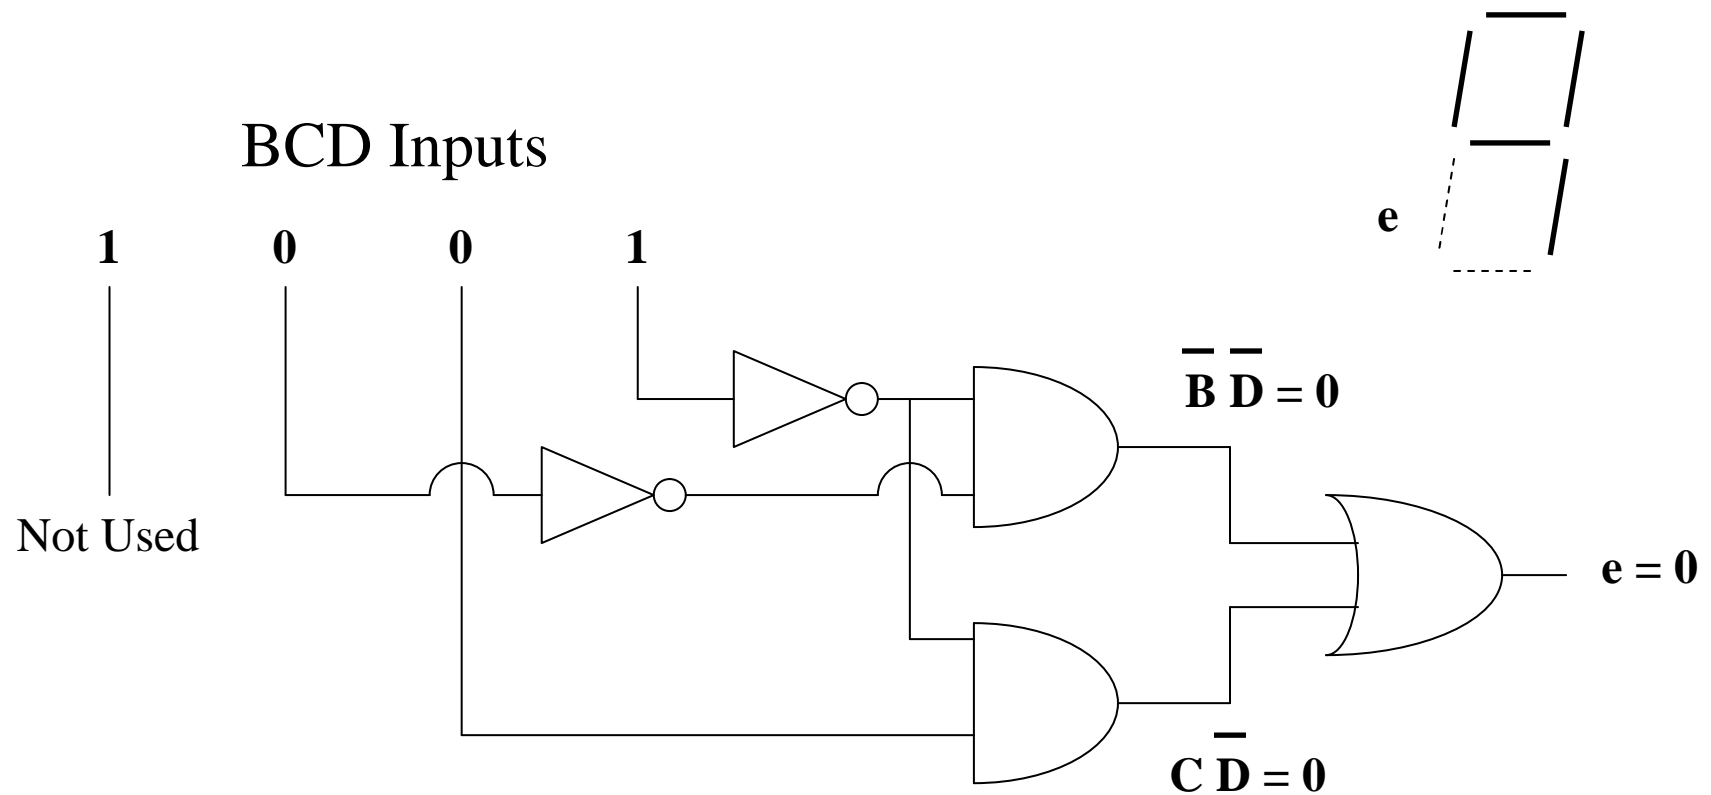 BCD Inputs
e
1 0 0 1
B̅ D̅ = 0
Not Used
e = 0
C D̅ = 0